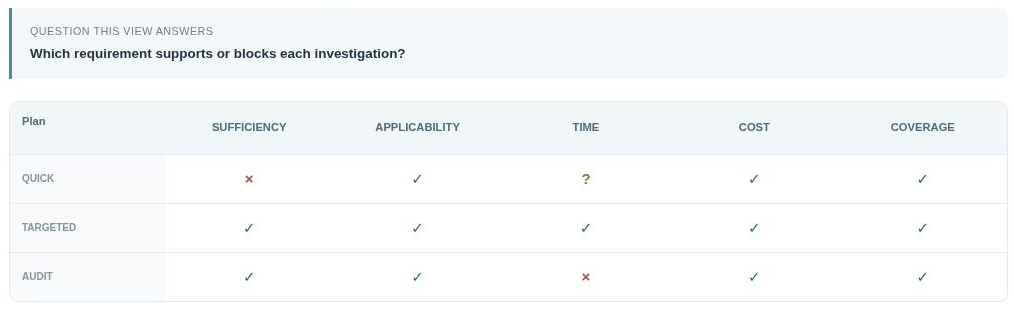 QUESTION THIS VIEW ANSWERS
Which requirement supports or blocks each investigation?
Plan SUFFICIENCY APPLICABILITY TIME COST COVERAGE
QUICK × ✓ ? ✓ ✓
TARGETED ✓ ✓ ✓ ✓ ✓
AUDIT ✓ ✓ × ✓ ✓